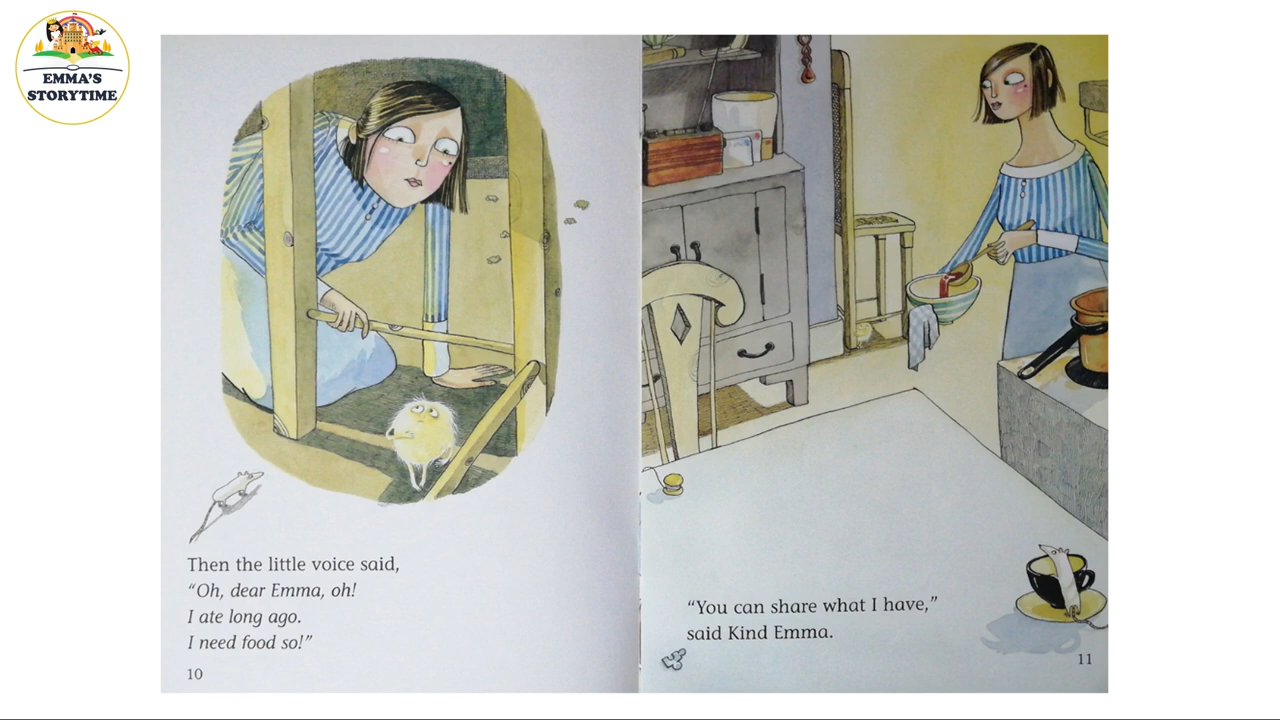 EMMA'S
STORYTIME
Then the little voice said,
"Oh, dear Emma, oh!
I ate long ago.
I need food so!"
10
"You can share what I have,"
said Kind Emma.
11